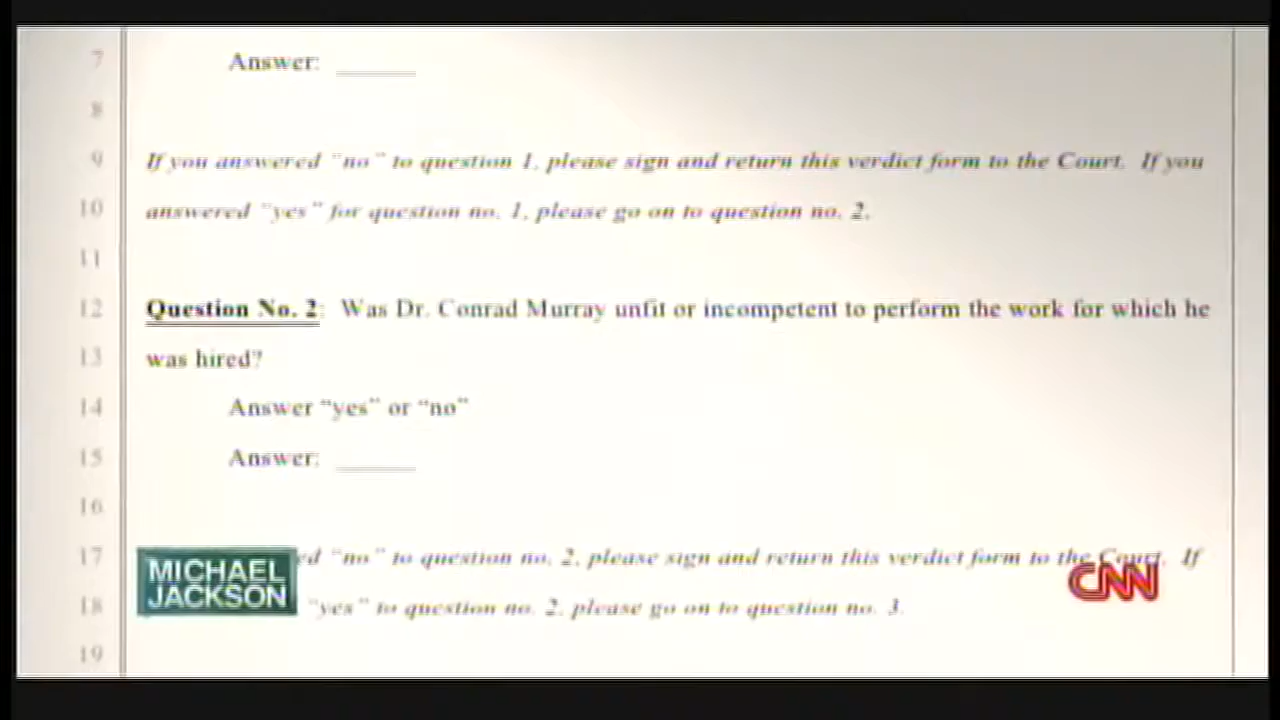 7 Answer: ______
8
9 If you answered "no" to question 1, please sign and return this verdict form to the Court. If you
10 answered "yes" for question no. 1, please go on to question no. 2.
11
12 Question No. 2: Was Dr. Conrad Murray unfit or incompetent to perform the work for which he
13 was hired?
14 Answer "yes" or "no"
15 Answer: ______
16
17 ed "no" to question no. 2, please sign and return this verdict form to the Court. If
18 "yes" to question no. 2, please go on to question no. 3.
19
MICHAEL
JACKSON
CNN